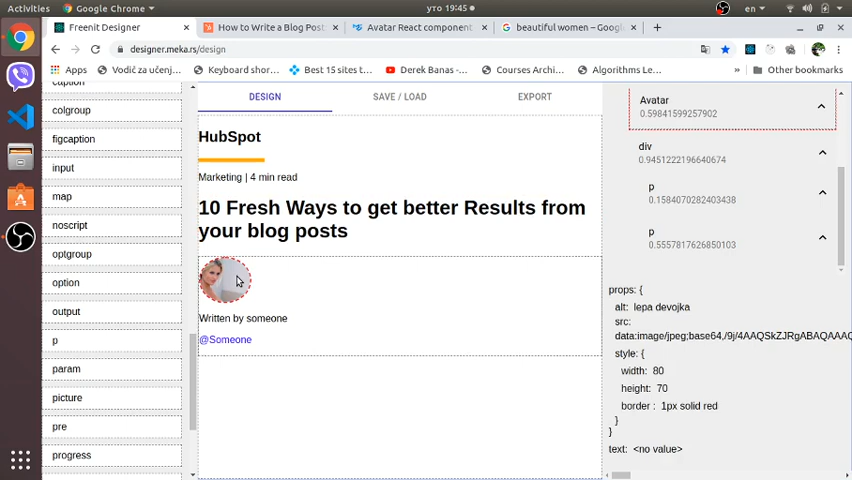 Activities
Google Chrome ▾
уто 19:45
en ▾
Freenit Designer
How to Write a Blog Post:
Avatar React component
beautiful women – Google
designer.meka.rs/design
Apps
Vodič za učenj...
Keyboard shor...
Best 15 sites t...
Derek Banas –...
Courses Archi...
Algorithms Le...
»
Other bookmarks
caption
colgroup
figcaption
input
map
noscript
optgroup
option
output
p
param
picture
pre
progress
DESIGN
SAVE / LOAD
EXPORT
HubSpot
Marketing | 4 min read
10 Fresh Ways to get better Results from
your blog posts
Written by someone
@Someone
Avatar
0.59841599257902
div
0.9451222196640674
p
0.1584070282403438
p
0.5557817626850103
props: {
alt: lepa devojka
src:
data:image/jpeg;base64,/9j/4AAQSkZJRgABAQAAAQ
style: {
width: 80
height: 70
border : 1px solid red
}
}
text: <no value>